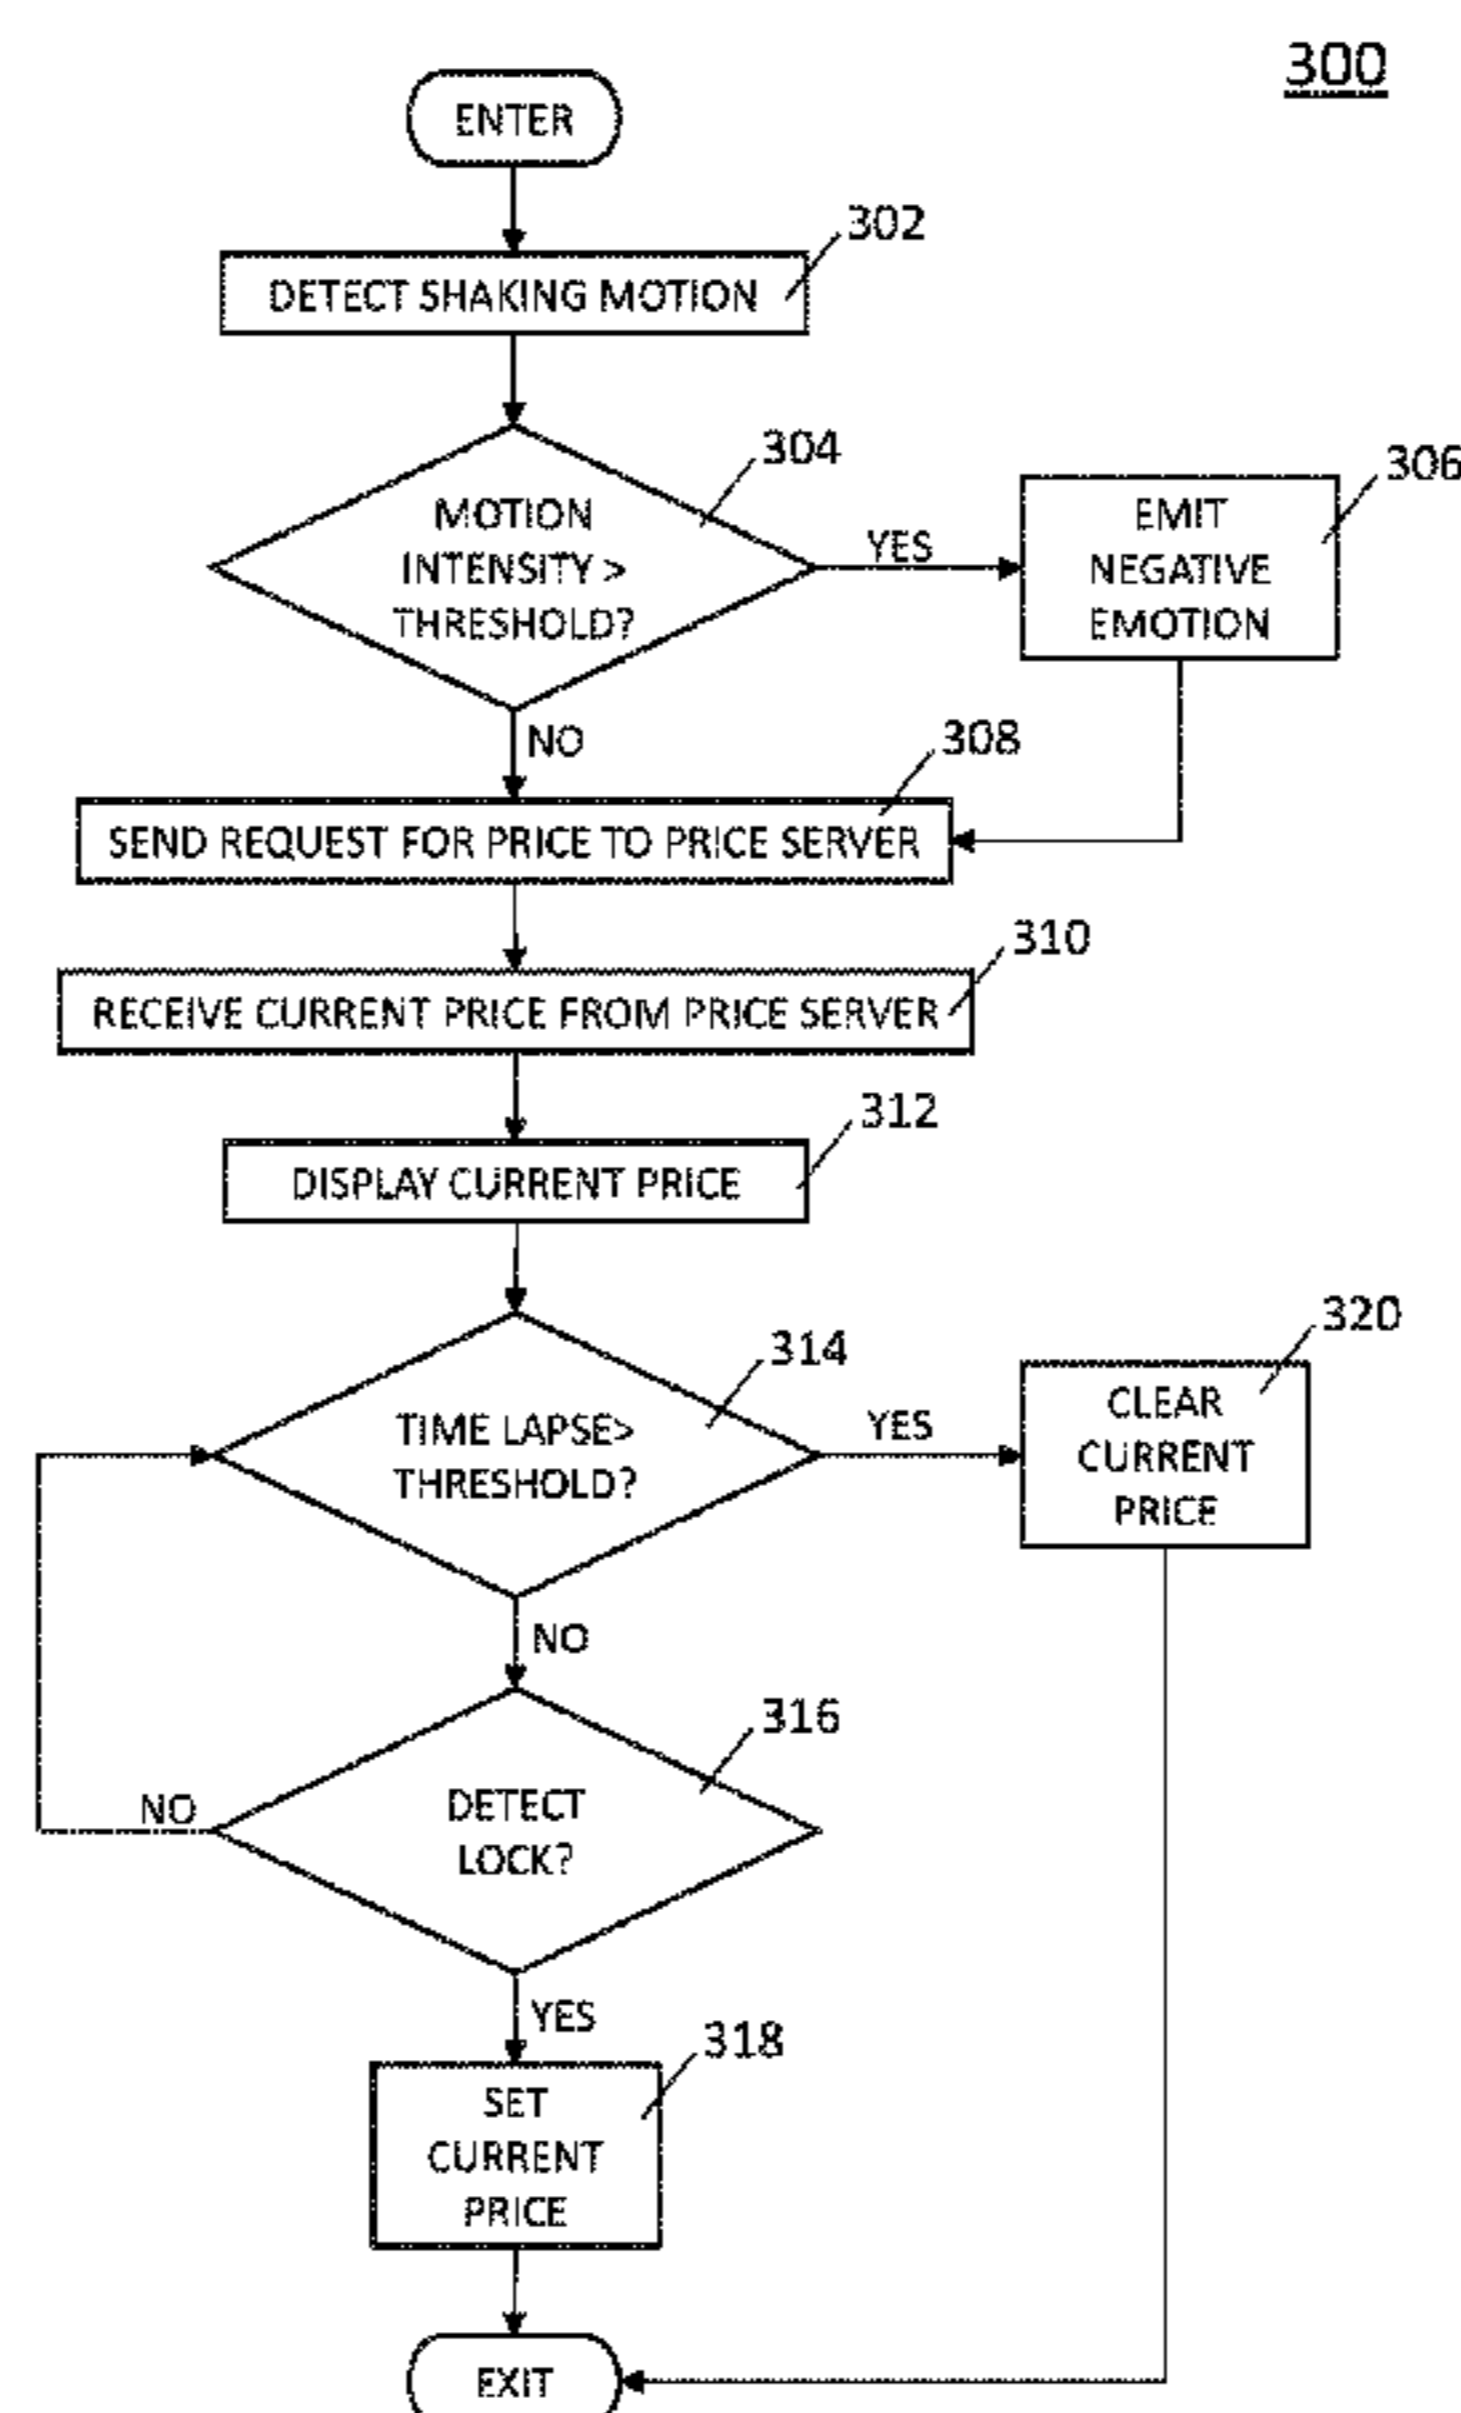 300
ENTER
302
DETECT SHAKING MOTION
304
MOTION
INTENSITY >
THRESHOLD?
YES
306
EMIT
NEGATIVE
EMOTION
NO
308
SEND REQUEST FOR PRICE TO PRICE SERVER
310
RECEIVE CURRENT PRICE FROM PRICE SERVER
312
DISPLAY CURRENT PRICE
314
TIME LAPSE>
THRESHOLD?
YES
320
CLEAR
CURRENT
PRICE
NO
316
DETECT
LOCK?
NO
YES
318
SET
CURRENT
PRICE
EXIT